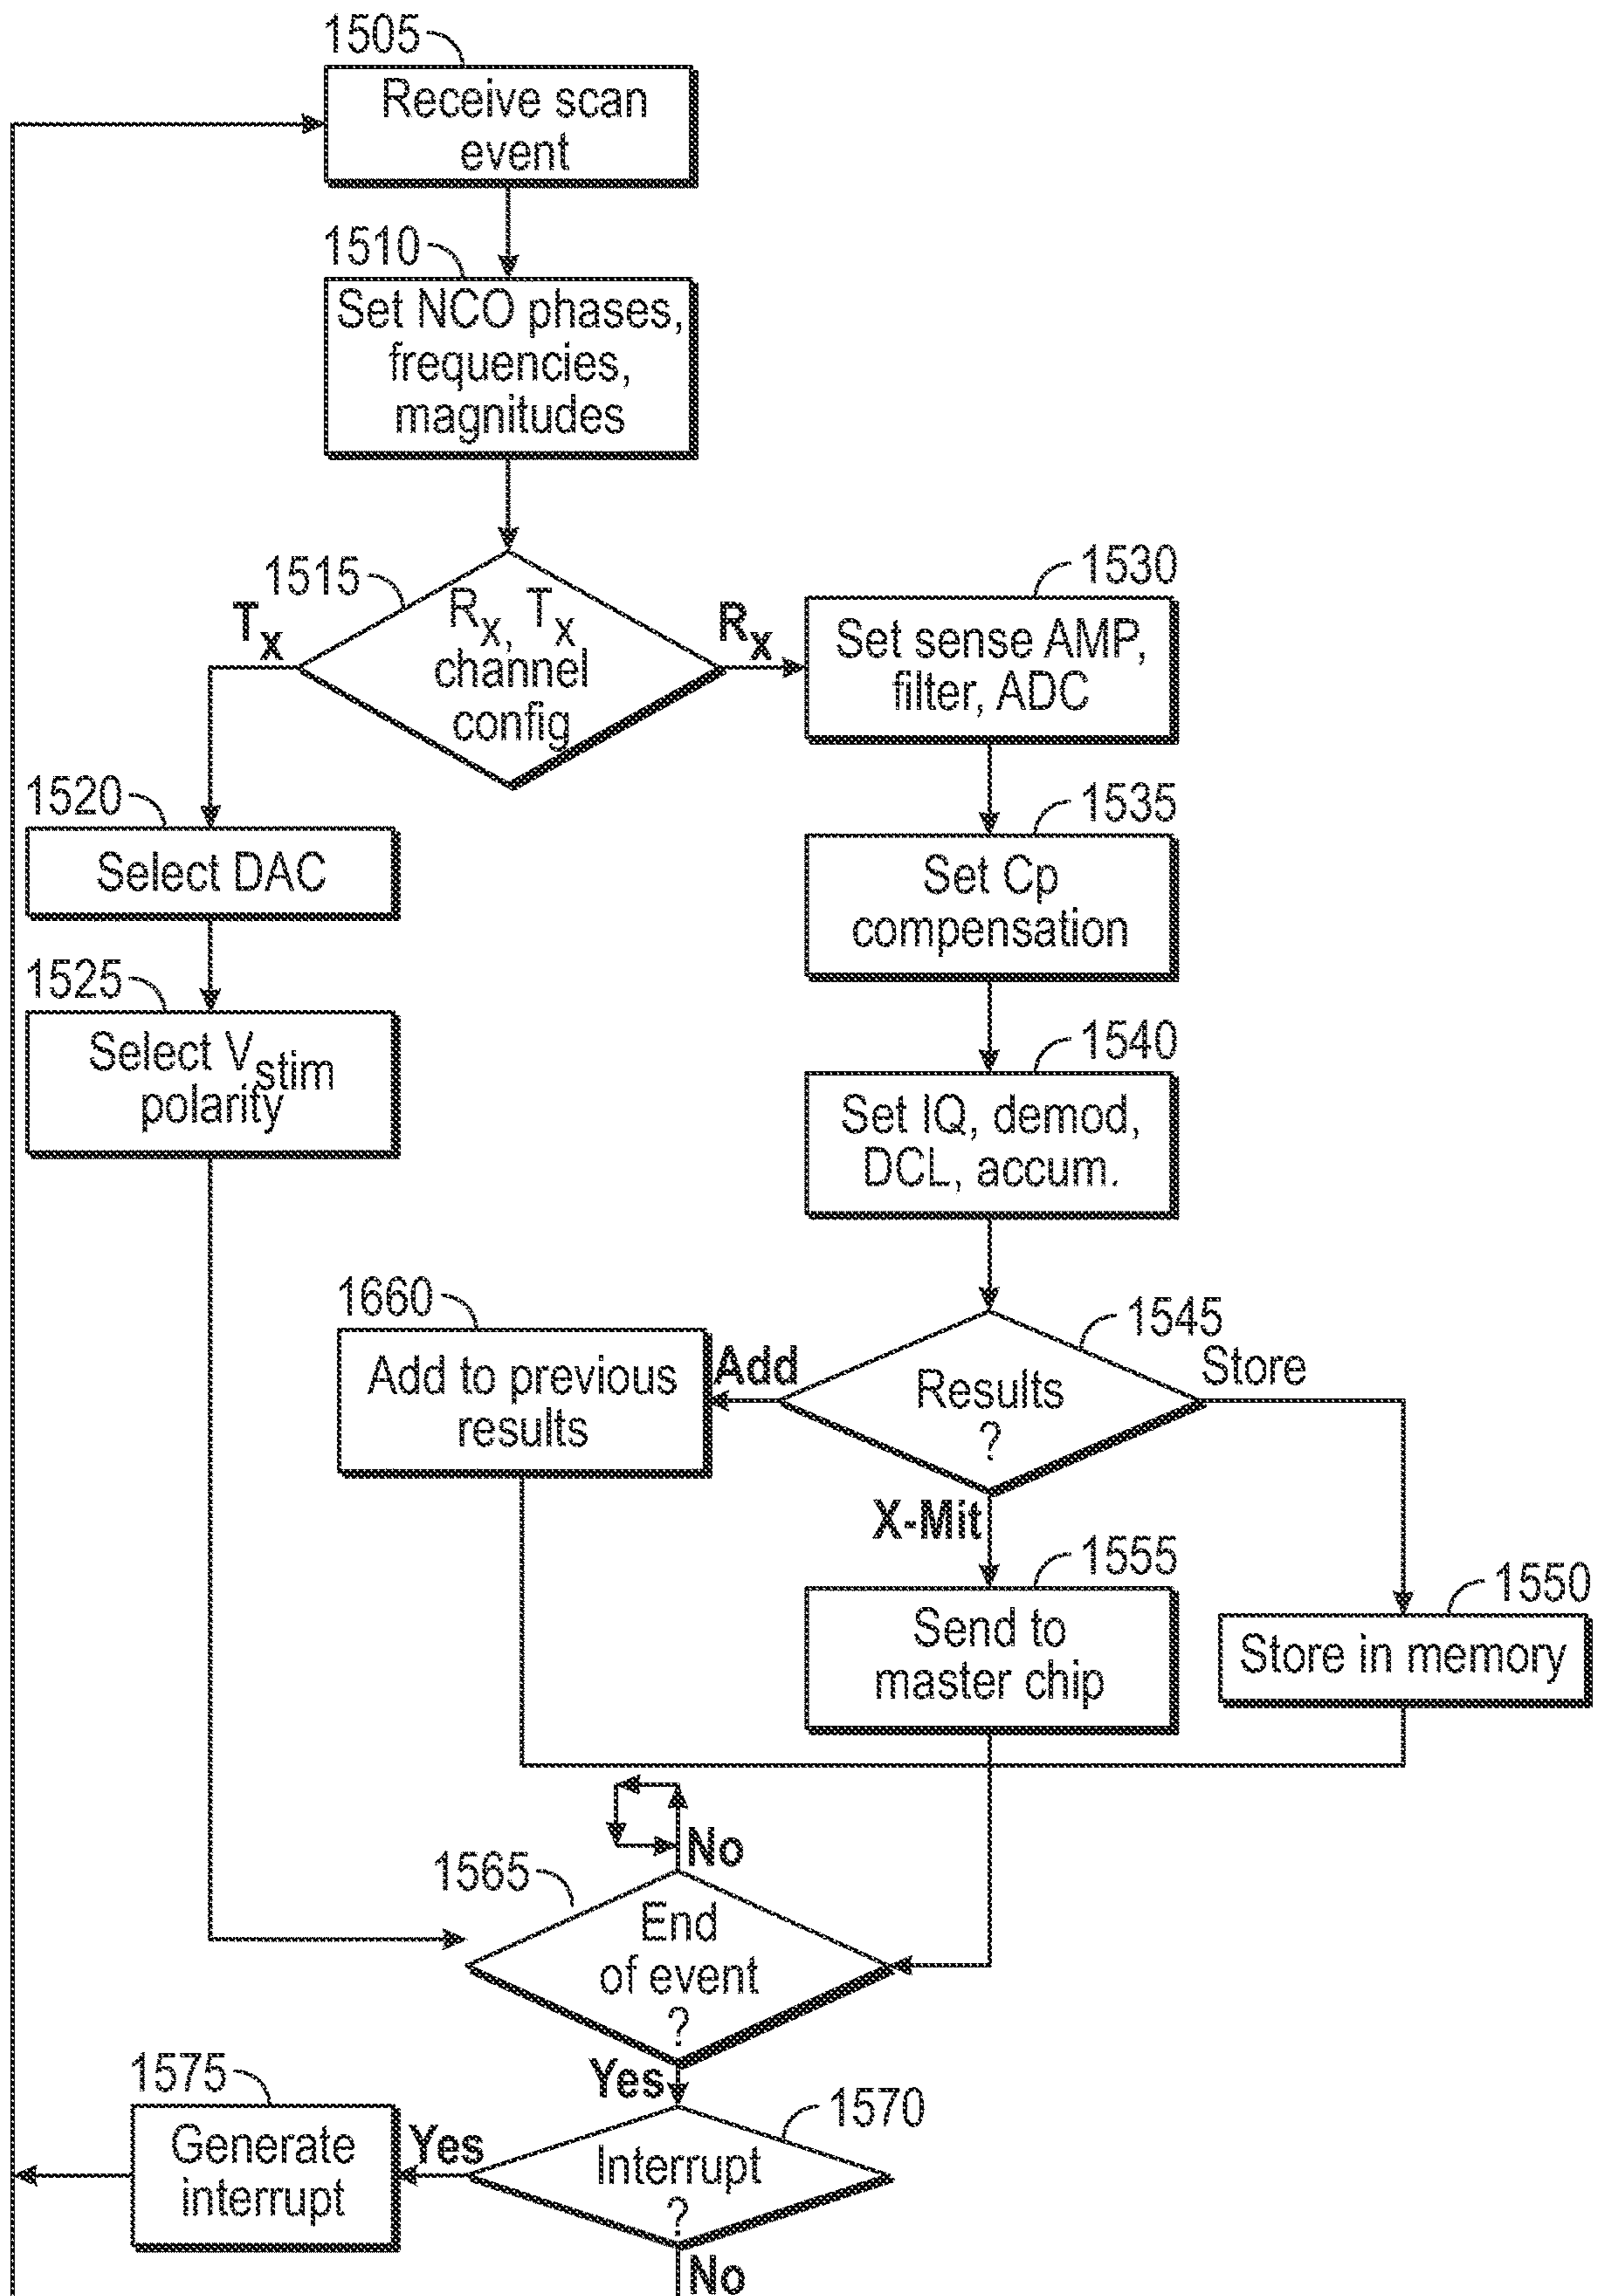 1505
Receive scan
event
1510
Set NCO phases,
frequencies,
magnitudes
1515
Tx
Rx, Tx
channel
config
Rx
1530
Set sense AMP,
filter, ADC
1520
Select DAC
1535
Set Cp
compensation
1525
Select Vstim
polarity
1540
Set IQ, demod,
DCL, accum.
1660
Add to previous
results
Add
1545
Results
?
Store
X-Mit
1555
Send to
master chip
1550
Store in memory
No
1565
End
of event
?
Yes
1575
Generate
interrupt
Yes
1570
Interrupt
?
No